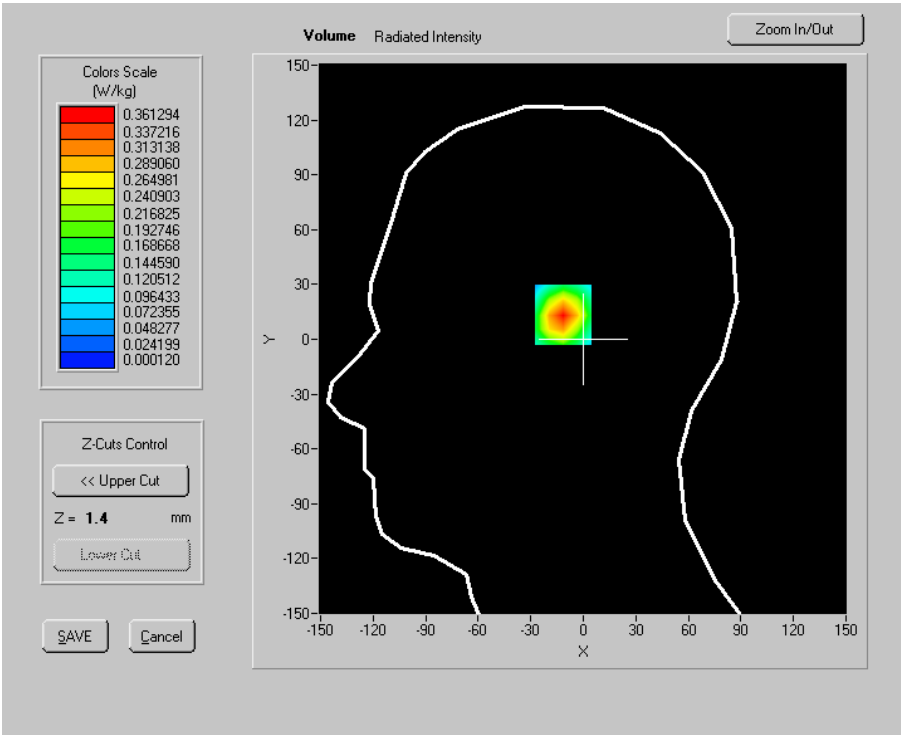 Volume Radiated Intensity
Zoom In/Out
Colors Scale
(W/kg)
0.361294
0.337216
0.313138
0.289060
0.264981
0.240903
0.216825
0.192746
0.168668
0.144590
0.120512
0.096433
0.072355
0.048277
0.024199
0.000120
Z-Cuts Control
<< Upper Cut
Z = 1.4 mm
Lower Cut
SAVE
Cancel
150
120
90
60
30
0
-30
-60
-90
-120
-150
Y
-150 -120 -90 -60 -30 0 30 60 90 120 150
X